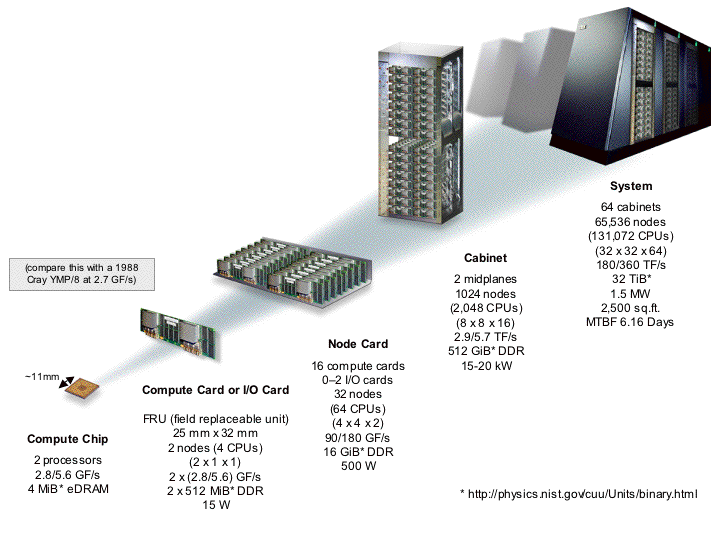 System
64 cabinets
65,536 nodes
(131,072 CPUs)
(32 x 32 x 64)
180/360 TF/s
32 TiB*
1.5 MW
2,500 sq.ft.
MTBF 6.16 Days
Cabinet
2 midplanes
1024 nodes
(2,048 CPUs)
(8 x 8 x 16)
2.9/5.7 TF/s
512 GiB* DDR
15-20 kW
(compare this with a 1988
Cray YMP/8 at 2.7 GF/s)
Node Card
16 compute cards
0–2 I/O cards
32 nodes
(64 CPUs)
(4 x 4 x 2)
90/180 GF/s
16 GiB* DDR
500 W
~11mm
Compute Card or I/O Card
FRU (field replaceable unit)
25 mm x 32 mm
2 nodes (4 CPUs)
(2 x 1 x 1)
2 x (2.8/5.6) GF/s
2 x 512 MiB* DDR
15 W
Compute Chip
2 processors
2.8/5.6 GF/s
4 MiB* eDRAM
* http://physics.nist.gov/cuu/Units/binary.html